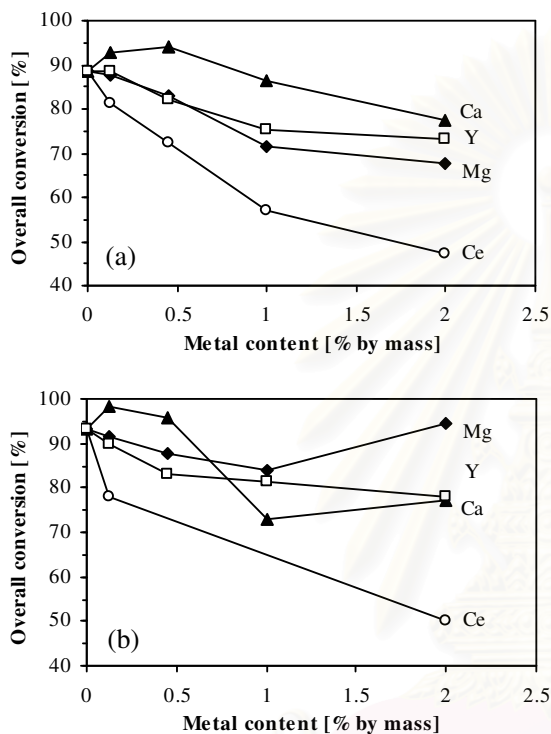 100
90
80
70
60
50
40
Overall conversion [%]
Ca
Y
Mg
Ce
(a)
0 0.5 1 1.5 2 2.5
Metal content [% by mass]
100
90
80
70
60
50
40
Overall conversion [%]
Mg
Y
Ca
Ce
(b)
0 0.5 1 1.5 2 2.5
Metal content [% by mass]